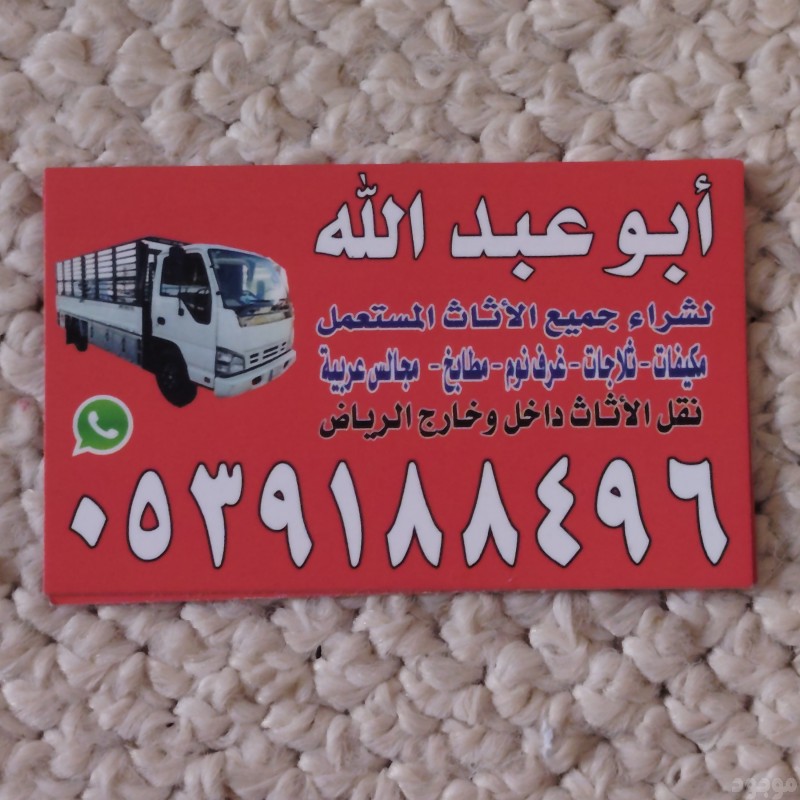 أبو عبد الله
لشراء جميع الأثاث المستعمل
مكيفات - ثلاجات - غرف نوم - مطابخ - مجالس عربية
نقل الأثاث داخل وخارج الرياض
٠٥٣٩١٨٨٤٩٦
موجود